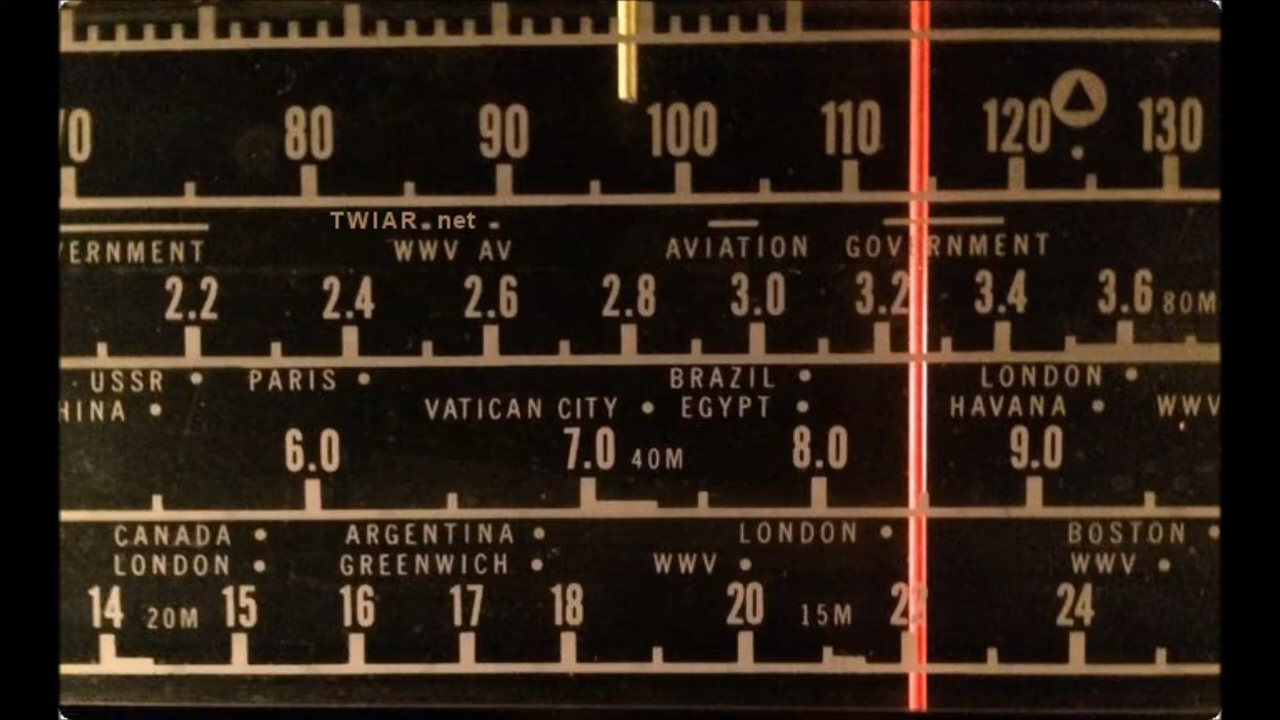 70 80 90 100 110 120 130
TWIAR.net
ERNMENT WWV AV AVIATION GOVERNMENT
2.2 2.4 2.6 2.8 3.0 3.2 3.4 3.6 80M
USSR PARIS BRAZIL LONDON
HINA VATICAN CITY EGYPT HAVANA WWV
6.0 7.0 40M 8.0 9.0
CANADA ARGENTINA LONDON BOSTON
LONDON GREENWICH WWV WWV
14 20M 15 16 17 18 20 15M 22 24